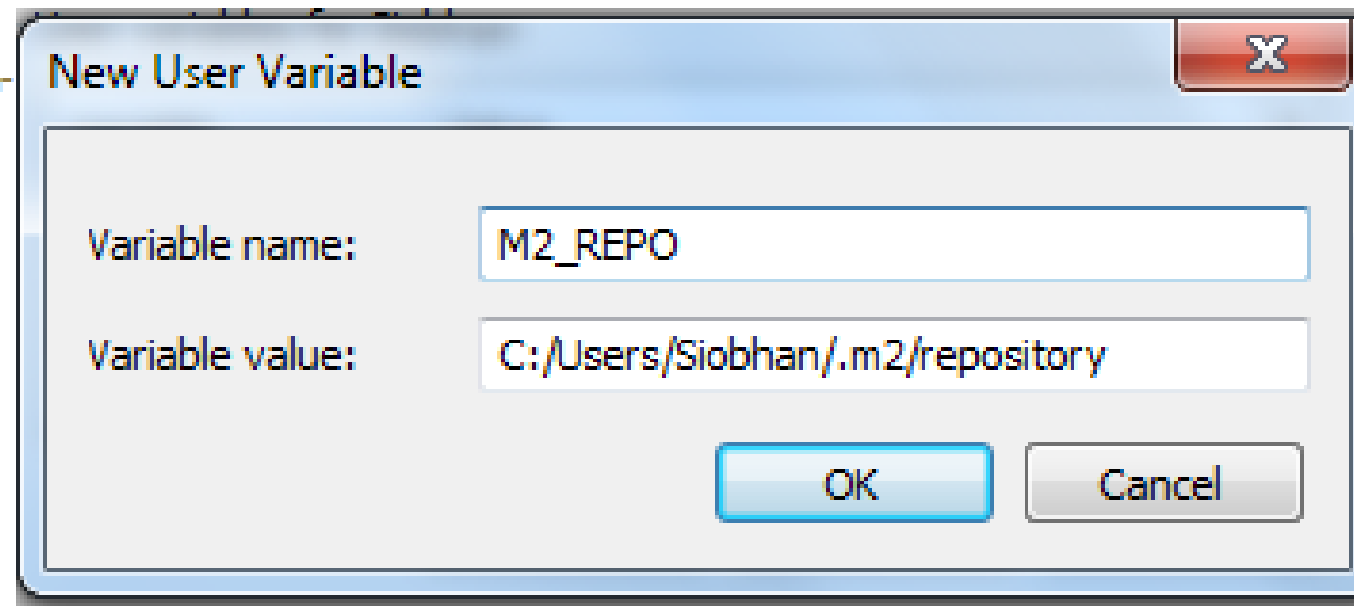 New User Variable
Variable name: M2_REPO
Variable value: C:/Users/Siobhan/.m2/repository
OK Cancel